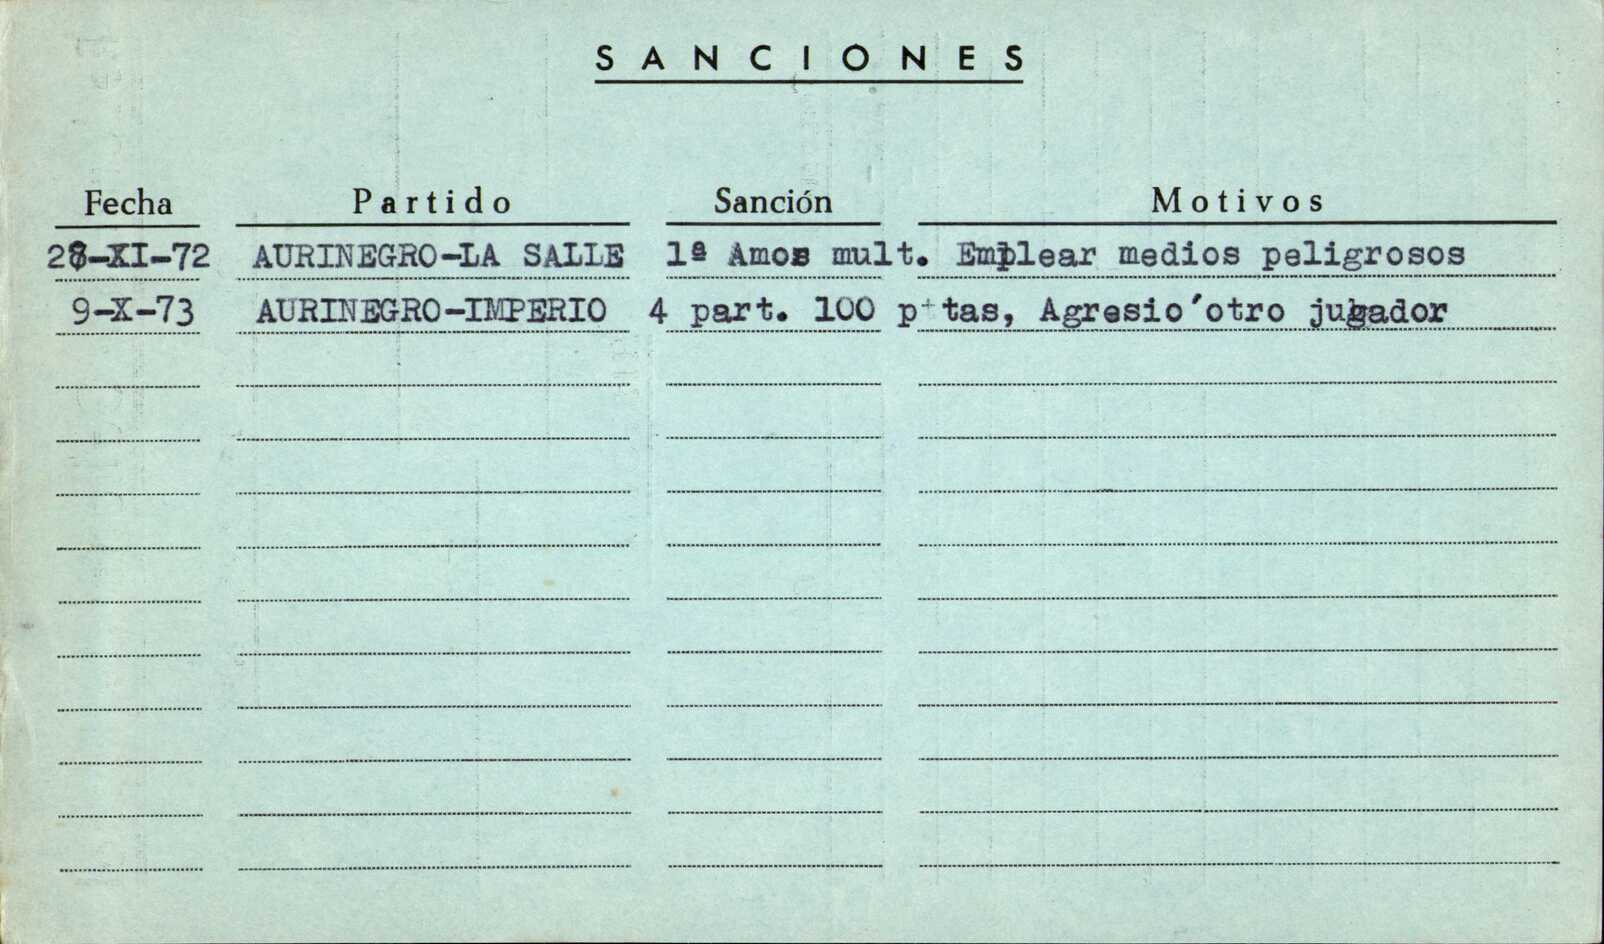 SANCIONES
Fecha Partido Sanción Motivos
28-XI-72 AURINEGRO-LA SALLE 1ª Amos mult. Emplear medios peligrosos
9-X-73 AURINEGRO-IMPERIO 4 part. 100 p+tas, Agresio´otro jugador